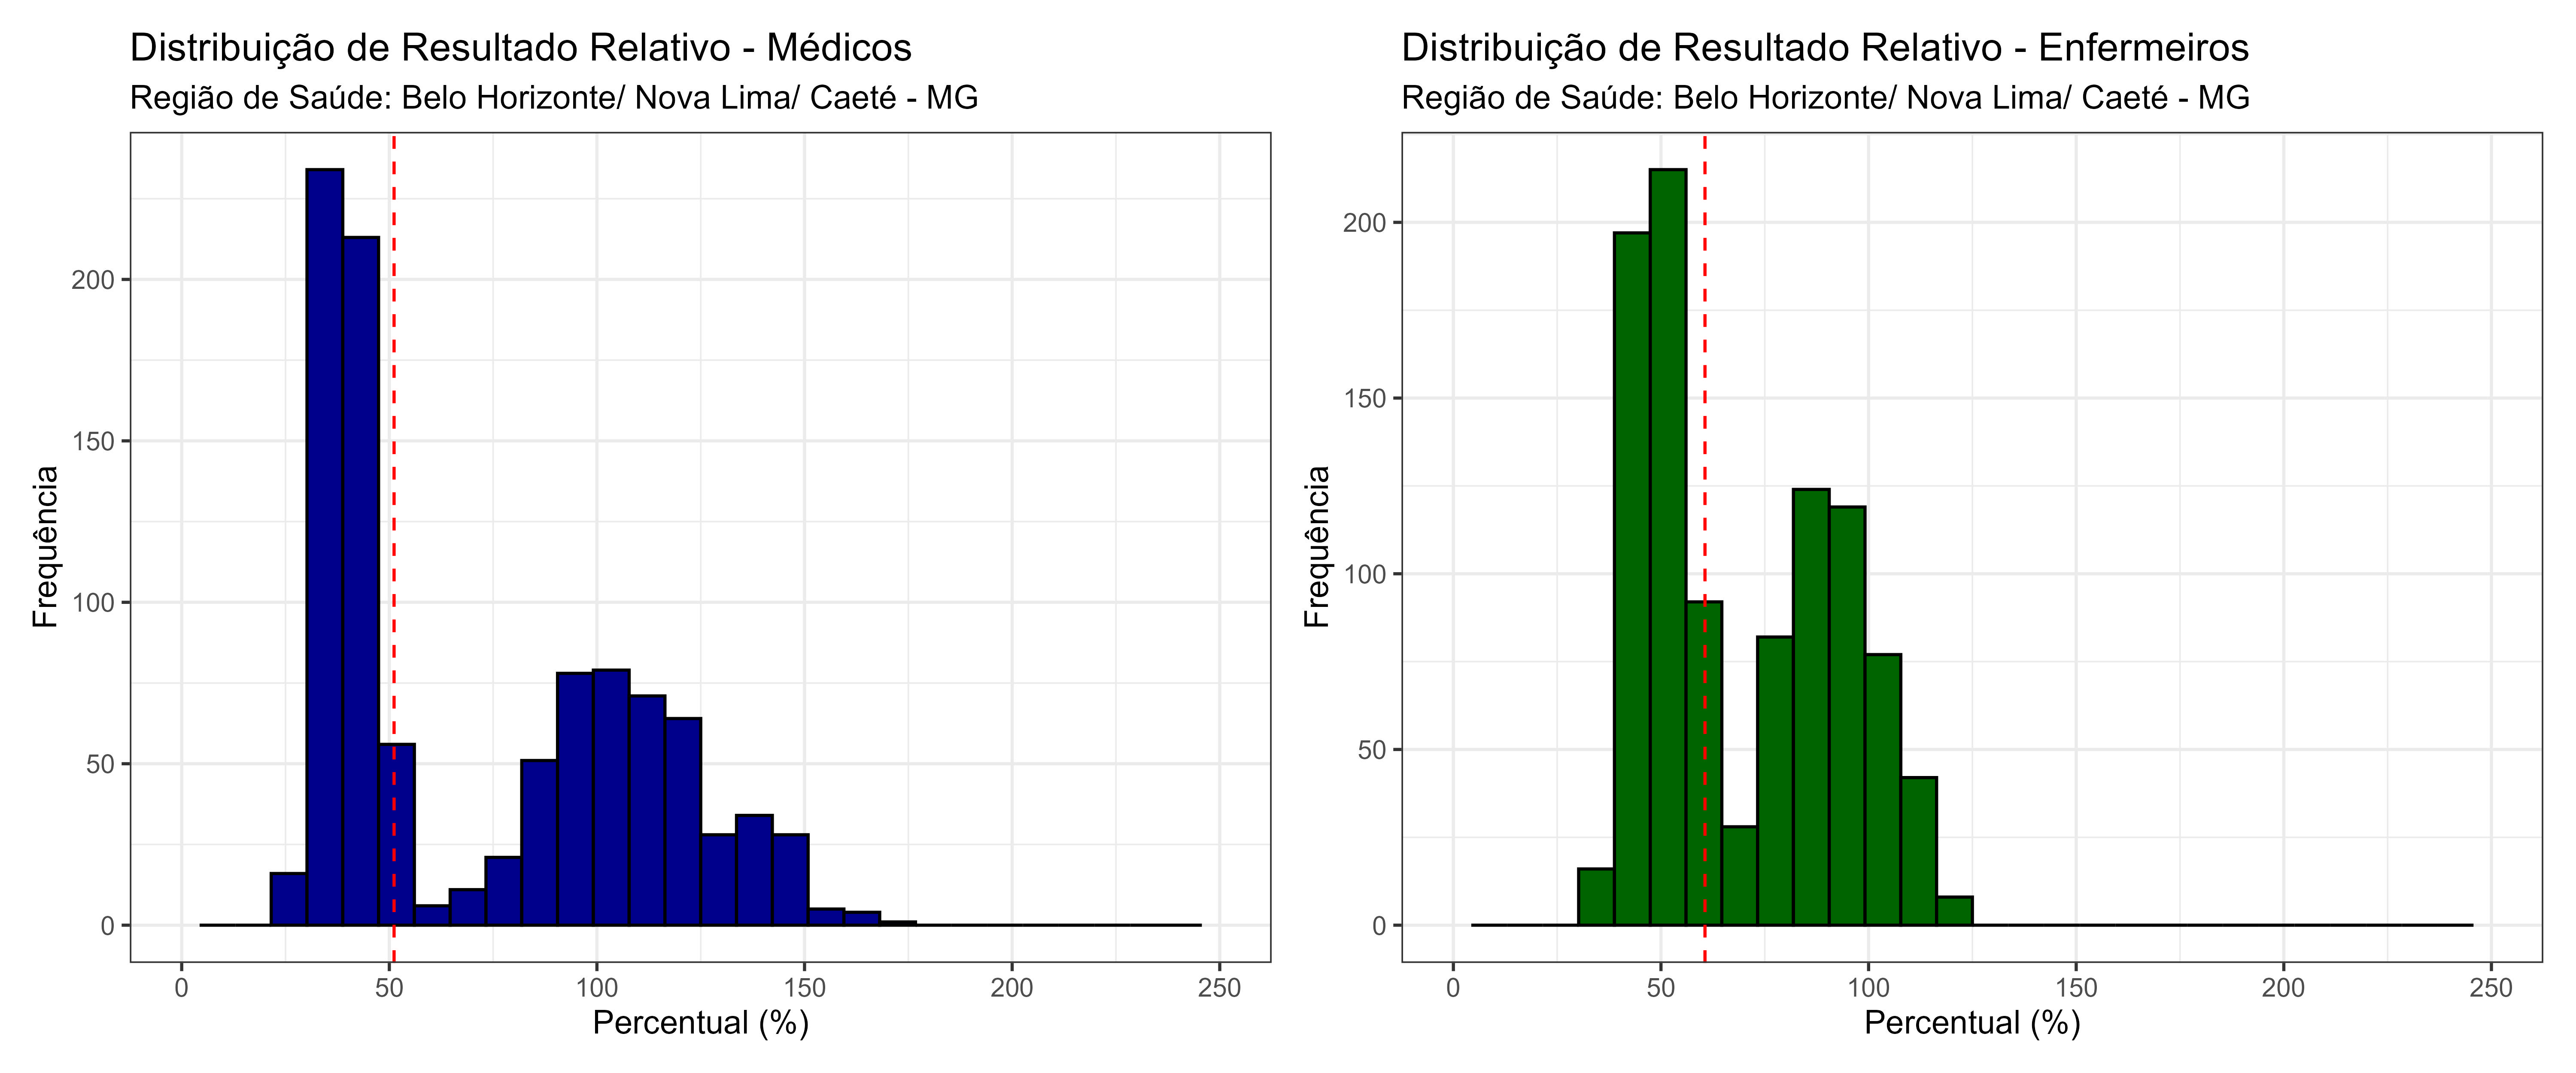 Distribuição de Resultado Relativo - Médicos
Região de Saúde: Belo Horizonte/ Nova Lima/ Caeté - MG
Frequência
200
150
100
50
0
0 50 100 150 200 250
Percentual (%)
Distribuição de Resultado Relativo - Enfermeiros
Região de Saúde: Belo Horizonte/ Nova Lima/ Caeté - MG
Frequência
200
150
100
50
0
0 50 100 150 200 250
Percentual (%)